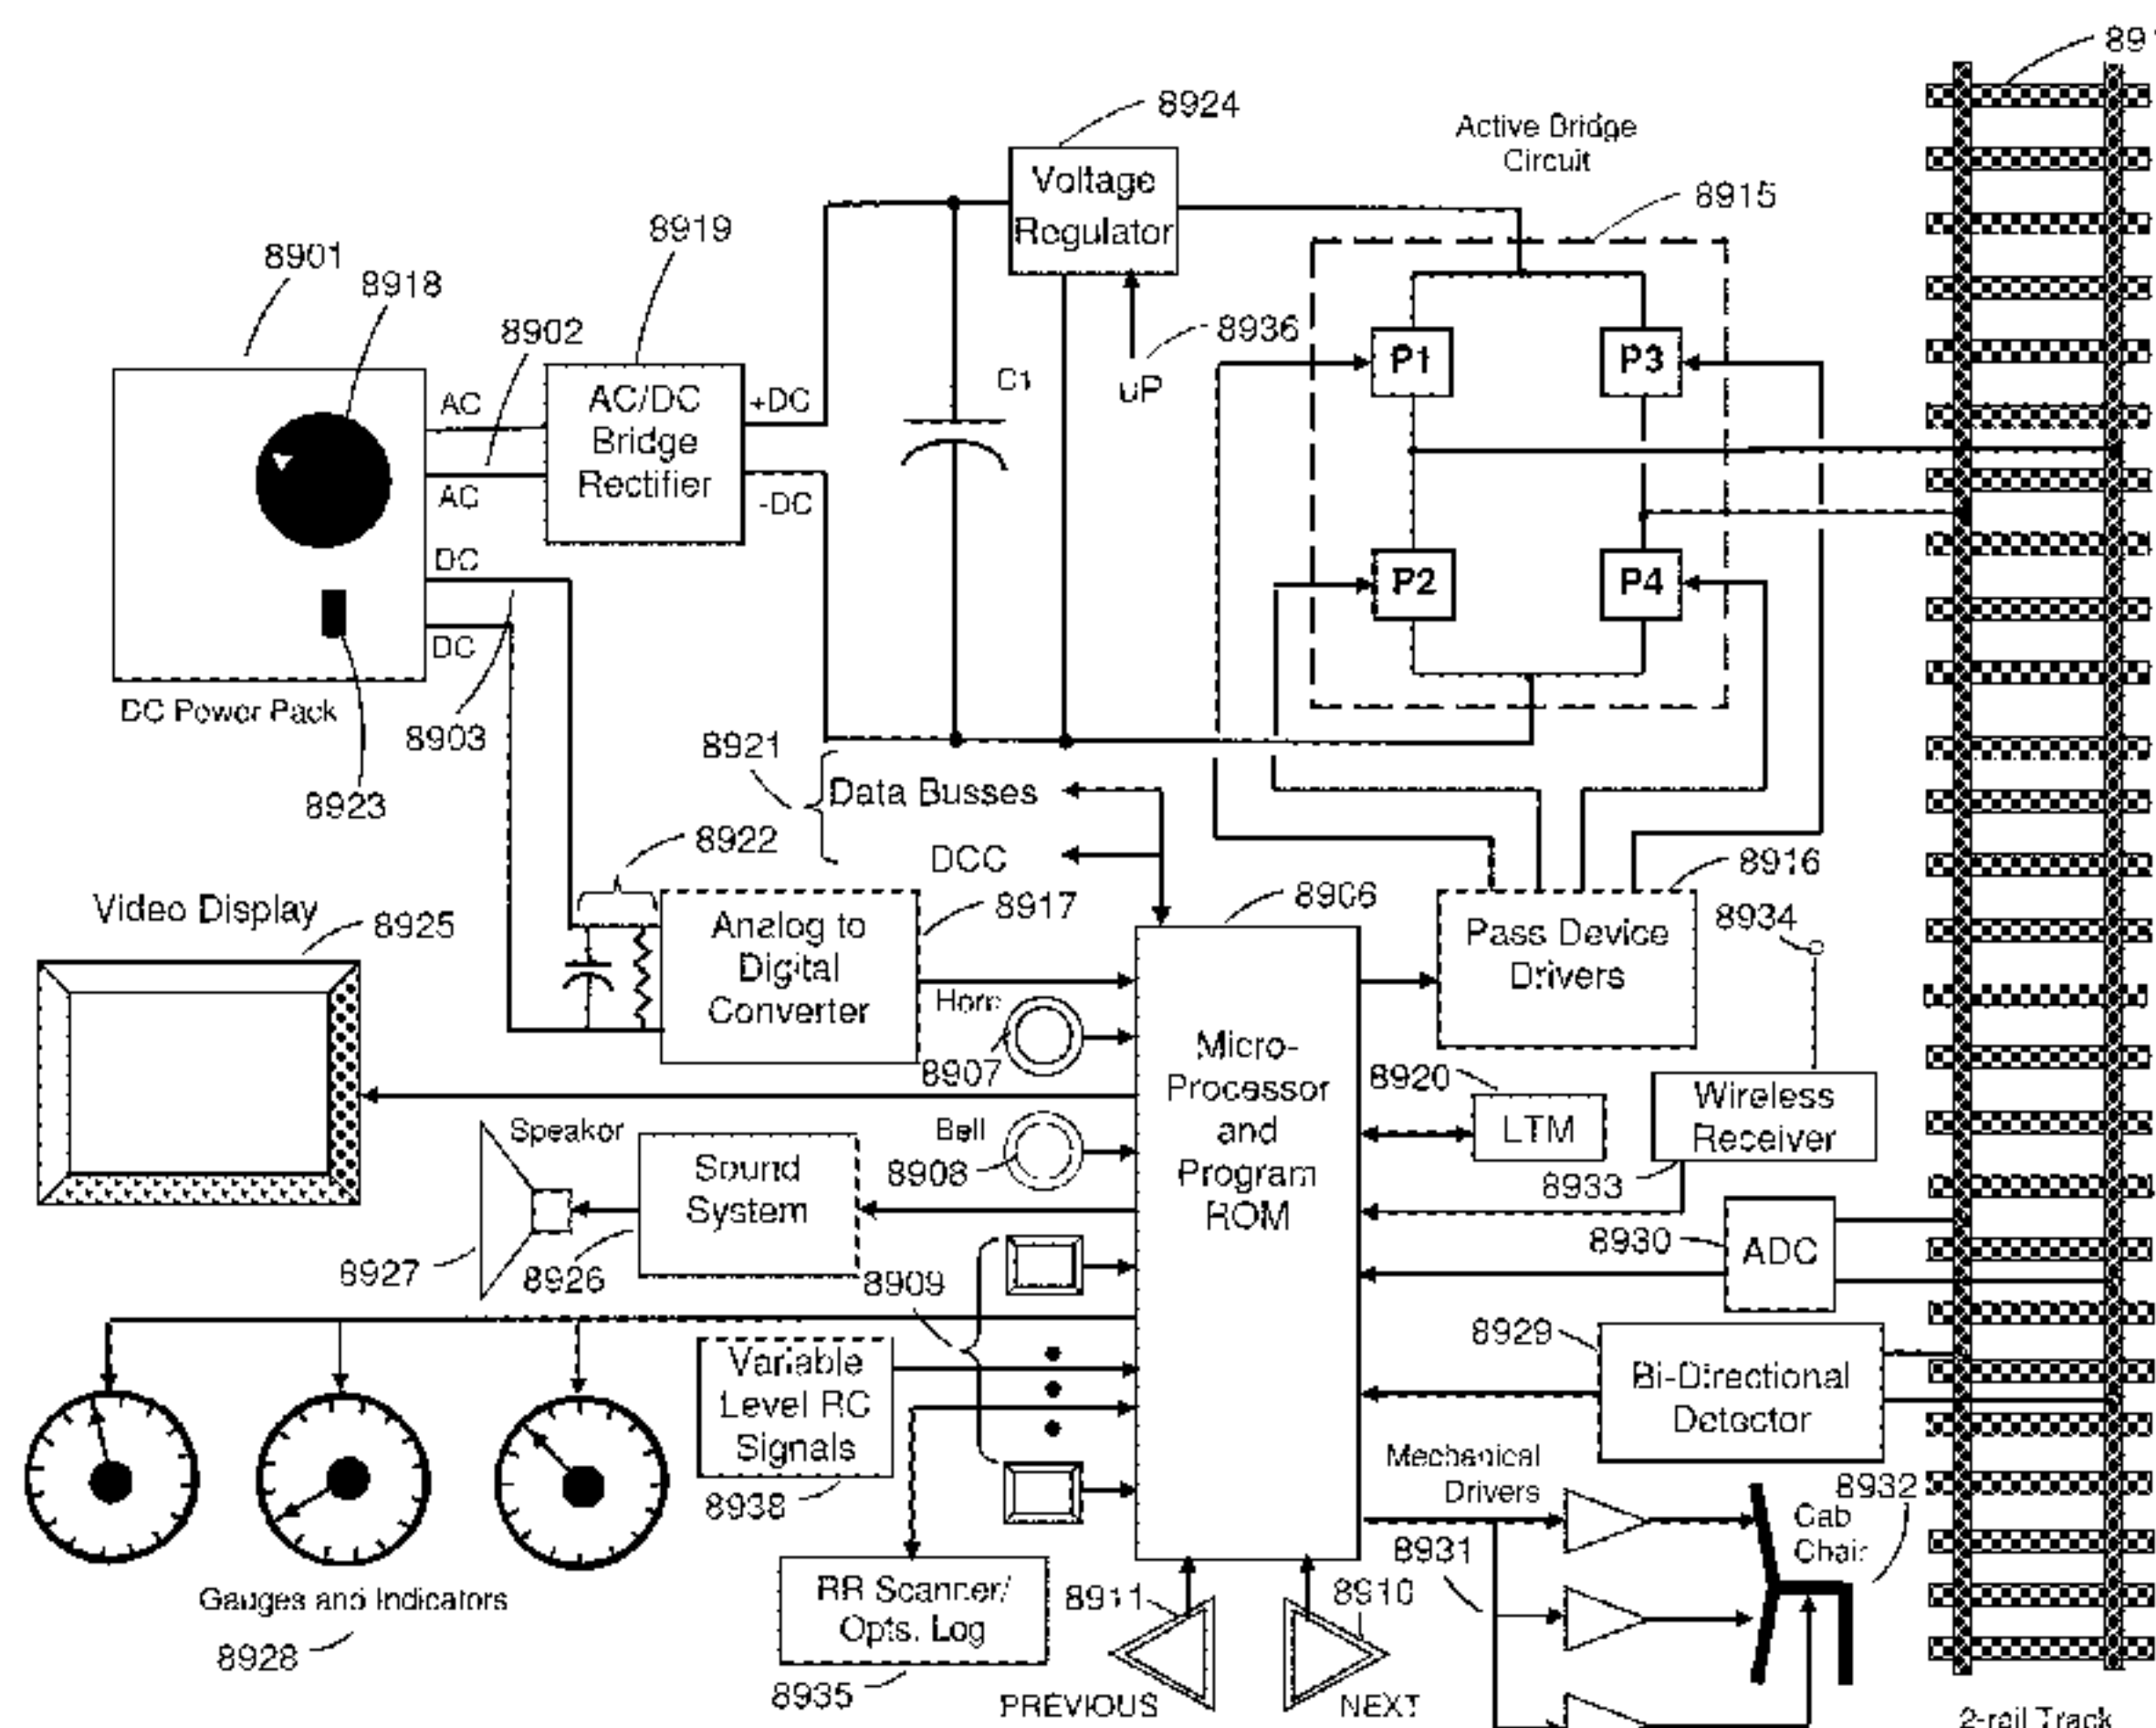 89
8924
Active Bridge
Circuit
Voltage
Regulator
8915
8919
8901
8918
8902
8936
AC
AC/DC
Bridge
Rectifier
+DC
C1
uP
P1
P3
AC
-DC
DC
P2
P4
DC
DC Power Pack
8903
8921
8923
Data Busses
8922
DCC
8916
Video Display
8925
Analog to
Digital
Converter
8917
8906
Pass Device
Drivers
8934
Horn
8907
Micro-
Processor
and
Program
ROM
8920
LTM
Wireless
Receiver
8933
Speaker
Bell
8908
Sound
System
8927
8926
8909
8930
ADC
8929
Bi-Directional
Detector
Variable
Level RC
Signals
8938
Mechanical
Drivers
8932
Cab
Chair
8931
Gauges and Indicators
8928
RR Scanner/
Opts. Log
8935
8911
8910
PREVIOUS
NEXT
2-rail Track